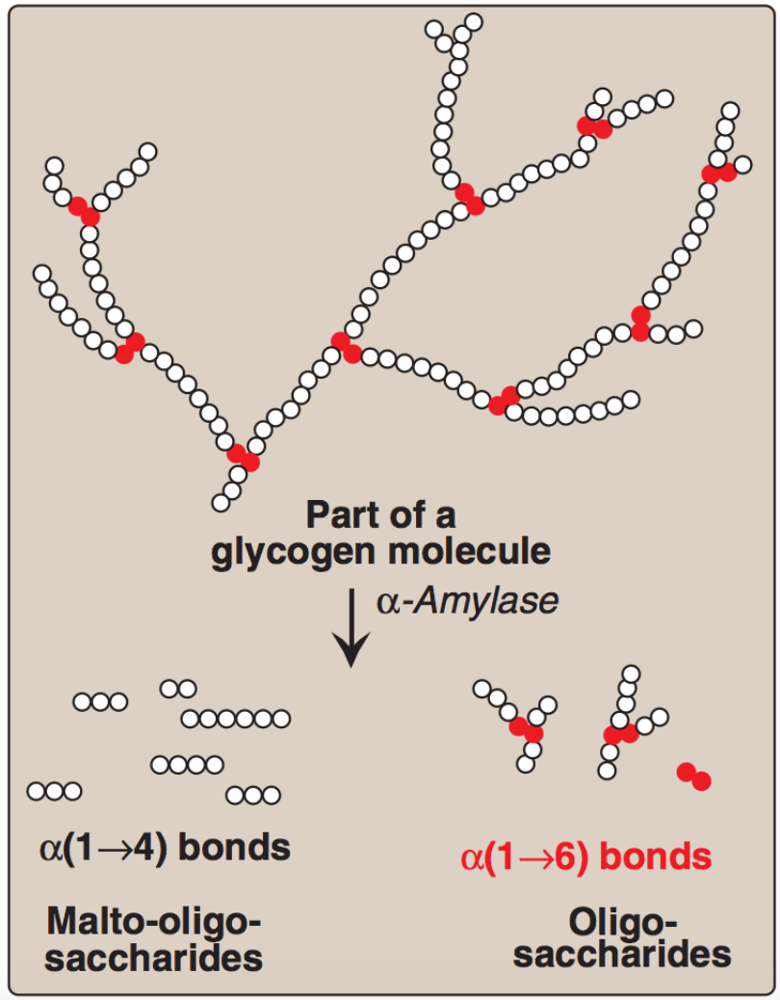 Part of a
glycogen molecule
α-Amylase
α(1→4) bonds
Malto-oligo-
saccharides
α(1→6) bonds
Oligo-
saccharides